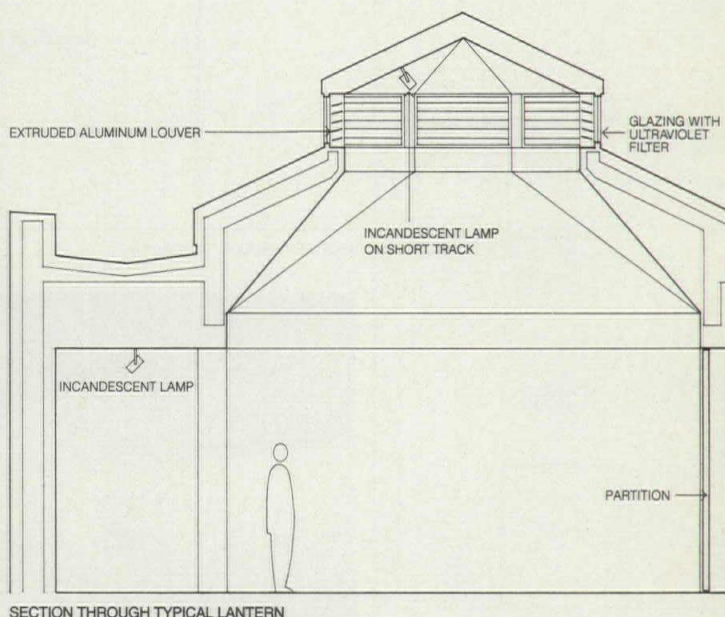 EXTRUDED ALUMINUM LOUVER
GLAZING WITH
ULTRAVIOLET
FILTER
INCANDESCENT LAMP
ON SHORT TRACK
INCANDESCENT LAMP
PARTITION
SECTION THROUGH TYPICAL LANTERN